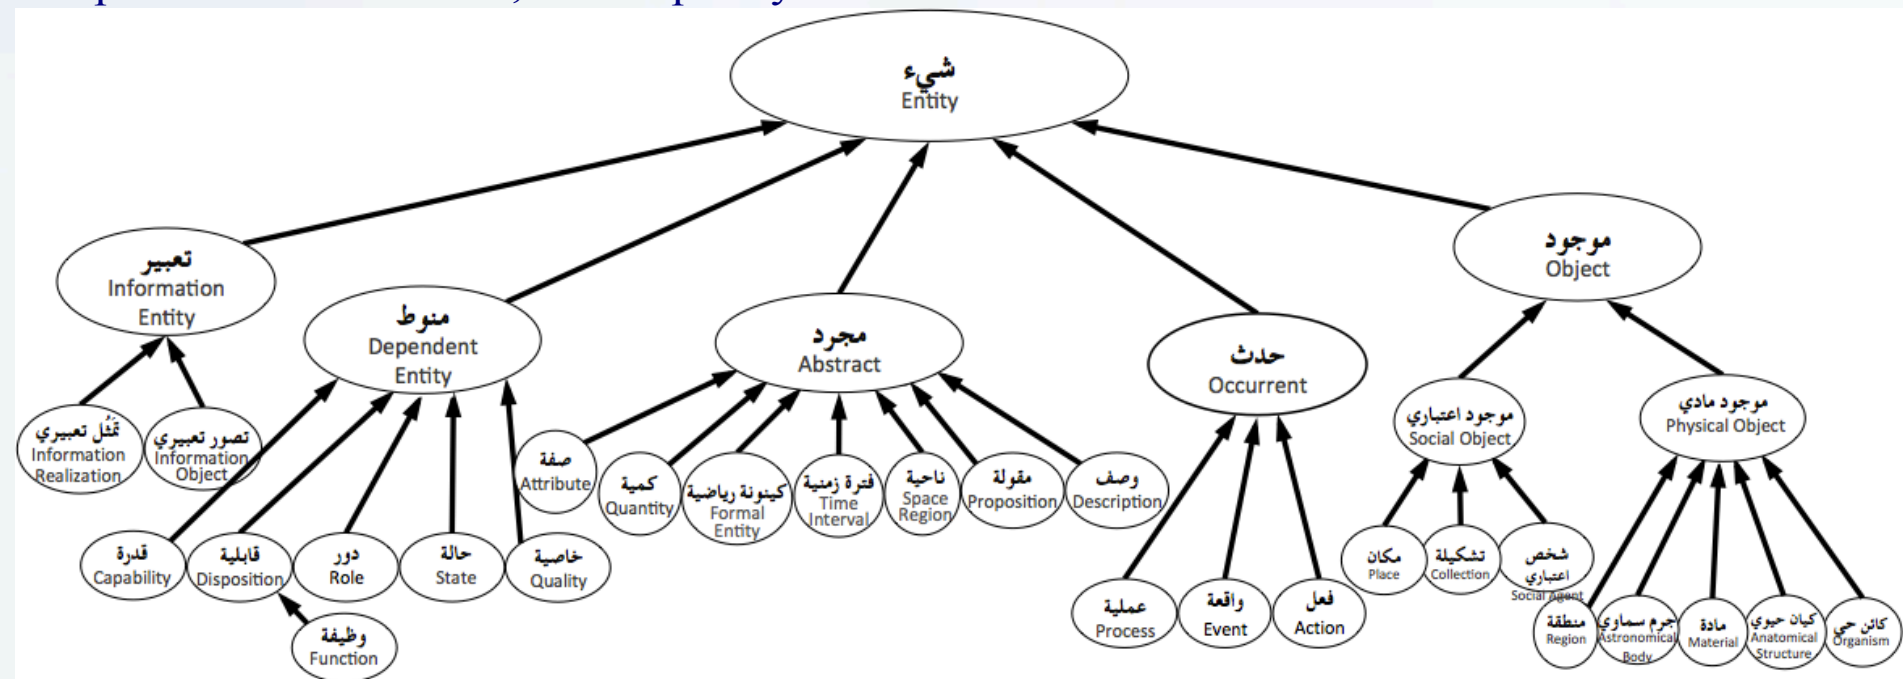 شيء
Entity
تعبير
Information
Entity
منوط
Dependent
Entity
مجرد
Abstract
حدث
Occurrent
موجود
Object
تمَثُل تعبيري
Information
Realization
تصور تعبيري
Information
Object
موجود اعتباري
Social Object
موجود مادي
Physical Object
صفة
Attribute
كمية
Quantity
كينونة رياضية
Formal
Entity
فترة زمنية
Time
Interval
ناحية
Space
Region
مقولة
Proposition
وصف
Description
قدرة
Capability
قابلية
Disposition
دور
Role
حالة
State
خاصية
Quality
وظيفة
Function
عملية
Process
واقعة
Event
فعل
Action
مكان
Place
تشكيلة
Collection
شخص
اعتباري
Social Agent
منطقة
Region
جرم سماوي
Astronomical
Body
مادة
Material
كيان حيوي
Anatomical
Structure
كائن حي
Organism